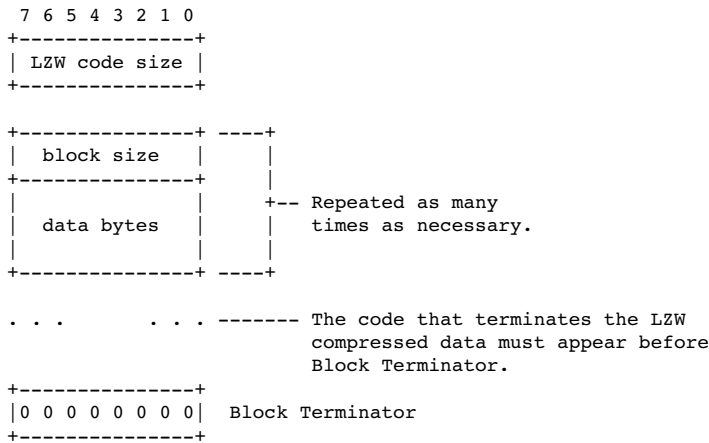 7 6 5 4 3 2 1 0
+---------------+
| LZW code size |
+---------------+

+---------------+ ----+
|  block size   |     |
+---------------+     |
|               |     +-- Repeated as many
|  data bytes   |     |   times as necessary.
|               |     |
+---------------+ ----+

. . .       . . . ------- The code that terminates the LZW
                          compressed data must appear before
                          Block Terminator.
+---------------+
|0 0 0 0 0 0 0 0|  Block Terminator
+---------------+